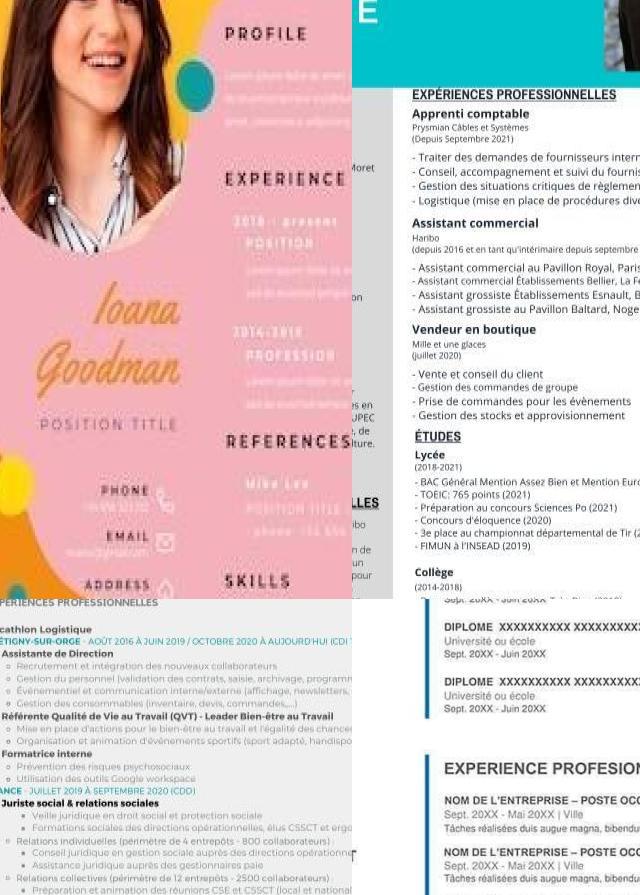 PROFILE
EXPERIENCE
2018 - present
POSITION
2014-2018
PROFESSION
Ioana
Goodman
POSITION TITLE
REFERENCES
Mike Lee
POSITION TITLE
phone:
PHONE
EMAIL
ADDRESS
SKILLS
E
Moret
on
es en
UPEC
, de
lture.
LLES
ibo
n de
un
pour
EXPÉRIENCES PROFESSIONNELLES
Apprenti comptable
Prysmian Câbles et Systèmes
(Depuis Septembre 2021)
- Traiter des demandes de fournisseurs intern
- Conseil, accompagnement et suivi du fournis
- Gestion des situations critiques de règlemen
- Logistique (mise en place de procédures dive
Assistant commercial
Haribo
(depuis 2016 et en tant qu'intérimaire depuis septembre
- Assistant commercial au Pavillon Royal, Paris
- Assistant commercial Établissements Bellier, La Fe
- Assistant grossiste Établissements Esnault, B
- Assistant grossiste au Pavillon Baltard, Noge
Vendeur en boutique
Mille et une glaces
(juillet 2020)
- Vente et conseil du client
- Gestion des commandes de groupe
- Prise de commandes pour les évènements
- Gestion des stocks et approvisionnement
ÉTUDES
Lycée
(2018-2021)
- BAC Général Mention Assez Bien et Mention Euro
- TOEIC: 765 points (2021)
- Préparation au concours Sciences Po (2021)
- Concours d'éloquence (2020)
- 3e place au championnat départemental de Tir (2
- FIMUN à l'INSEAD (2019)
Collège
(2014-2018)
PÉRIENCES PROFESSIONNELLES
cathlon Logistique
ÉTIGNY-SUR-ORGE - AOÛT 2016 À JUIN 2019 / OCTOBRE 2020 À AUJOURD'HUI (CDI
Assistante de Direction
Recrutement et intégration des nouveaux collaborateurs
Gestion du personnel (validation des contrats, saisie, archivage, programm
Événementiel et communication interne/externe (affichage, newsletters,
Gestion des consommables (inventaire, devis, commandes,...)
Référente Qualité de Vie au Travail (QVT) - Leader Bien-être au Travail
Mise en place d'actions pour le bien-être au travail et l'égalité des chance
Organisation et animation d'événements sportifs (sport adapté, handispo
Formatrice interne
Prévention des risques psychosociaux
Utilisation des outils Google workspace
ANCE - JUILLET 2019 À SEPTEMBRE 2020 (CDD)
Juriste social & relations sociales
Veille juridique en droit social et protection sociale
Formations sociales des directions opérationnelles, élus CSSCT et ergo
Relations individuelles (périmètre de 4 entrepôts - 800 collaborateurs)
Conseil juridique en gestion sociale auprès des directions opérationne
Assistance juridique auprès des gestionnaires paie
Relations collectives (périmètre de 12 entrepôts - 2500 collaborateurs)
Préparation et animation des réunions CSE et CSSCT (local et national
Sept. 20XX - Juin 20XX
DIPLOME XXXXXXXXXX XXXXXXXXX
Université ou école
Sept. 20XX - Juin 20XX
DIPLOME XXXXXXXXXX XXXXXXXXX
Université ou école
Sept. 20XX - Juin 20XX
EXPERIENCE PROFESION
NOM DE L'ENTREPRISE – POSTE OCC
Sept. 20XX - Mai 20XX | Ville
Tâches réalisées duis augue magna, bibendu
NOM DE L'ENTREPRISE – POSTE OCC
Sept. 20XX - Mai 20XX | Ville
Tâches réalisées duis augue magna, bibendu